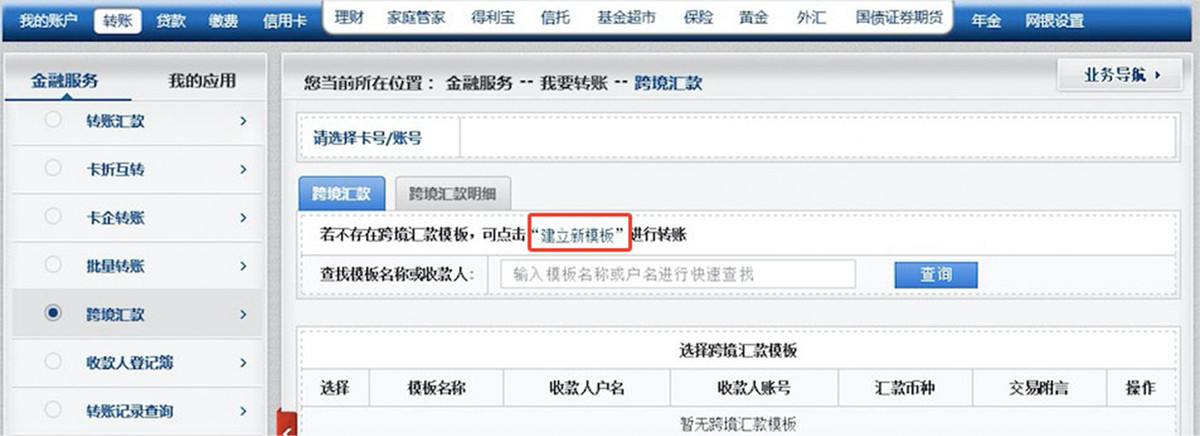 我的账户 转账 贷款 缴费 信用卡 理财 家庭管家 得利宝 信托 基金超市 保险 黄金 外汇 国债证券期货 年金 网银设置
金融服务 我的应用
转账汇款
卡折互转
卡企转账
批量转账
跨境汇款
收款人登记簿
转账记录查询
您当前所在位置： 金融服务 -- 我要转账 -- 跨境汇款
业务导航
请选择卡号/账号
跨境汇款 跨境汇款明细
若不存在跨境汇款模板，可点击“建立新模板”进行转账
查找模板名称或收款人： 输入模板名称或户名进行快速查找 查询
选择跨境汇款模板
选择 模板名称 收款人户名 收款人账号 汇款币种 交易附言 操作
暂无跨境汇款模板